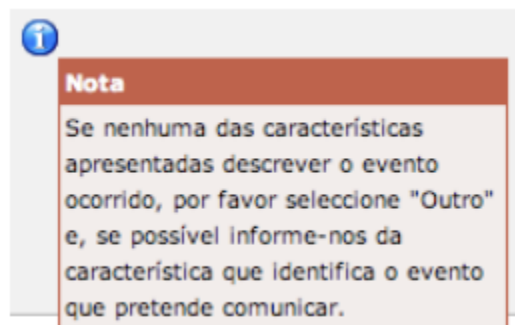 Nota
Se nenhuma das características
apresentadas descrever o evento
ocorrido, por favor seleccione "Outro"
e, se possível informe-nos da
característica que identifica o evento
que pretende comunicar.